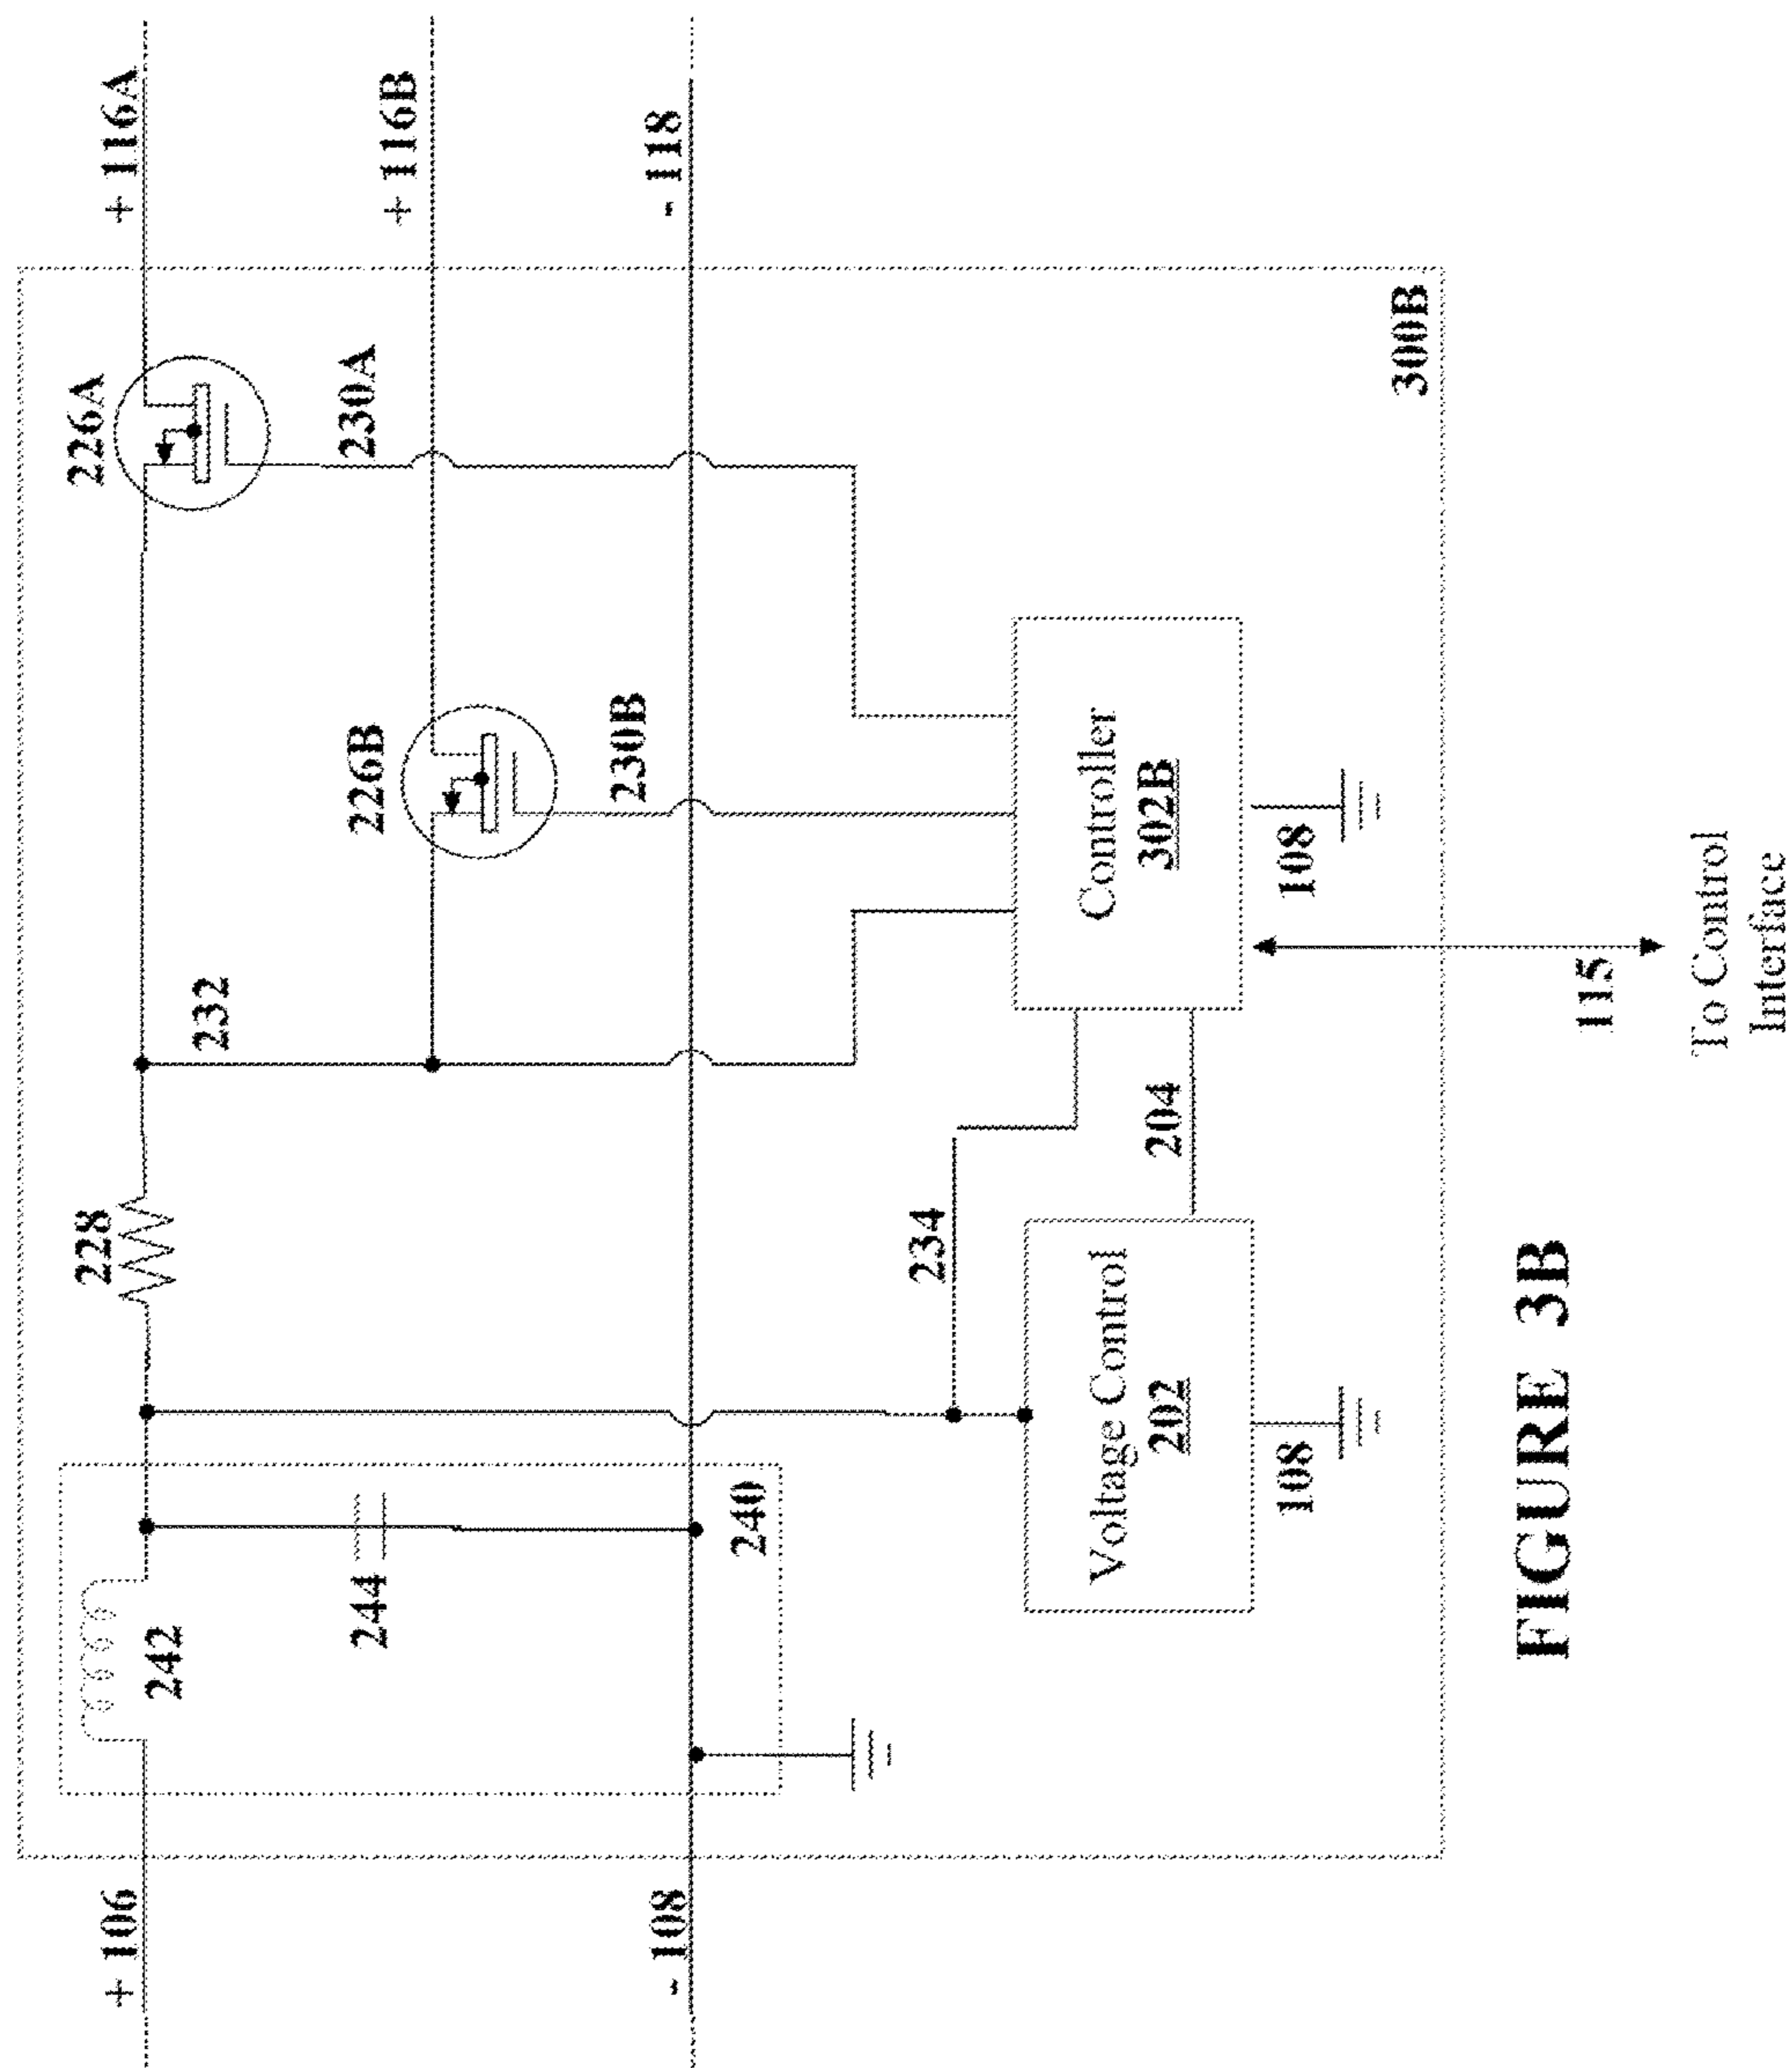 + 106
- 108
242
244
240
228
232
226A
230A
226B
230B
+ 116A
+ 116B
- 118
234
204
Voltage Control
202
108
Controller
302B
108
300B
115
To Control
Interface
FIGURE 3B